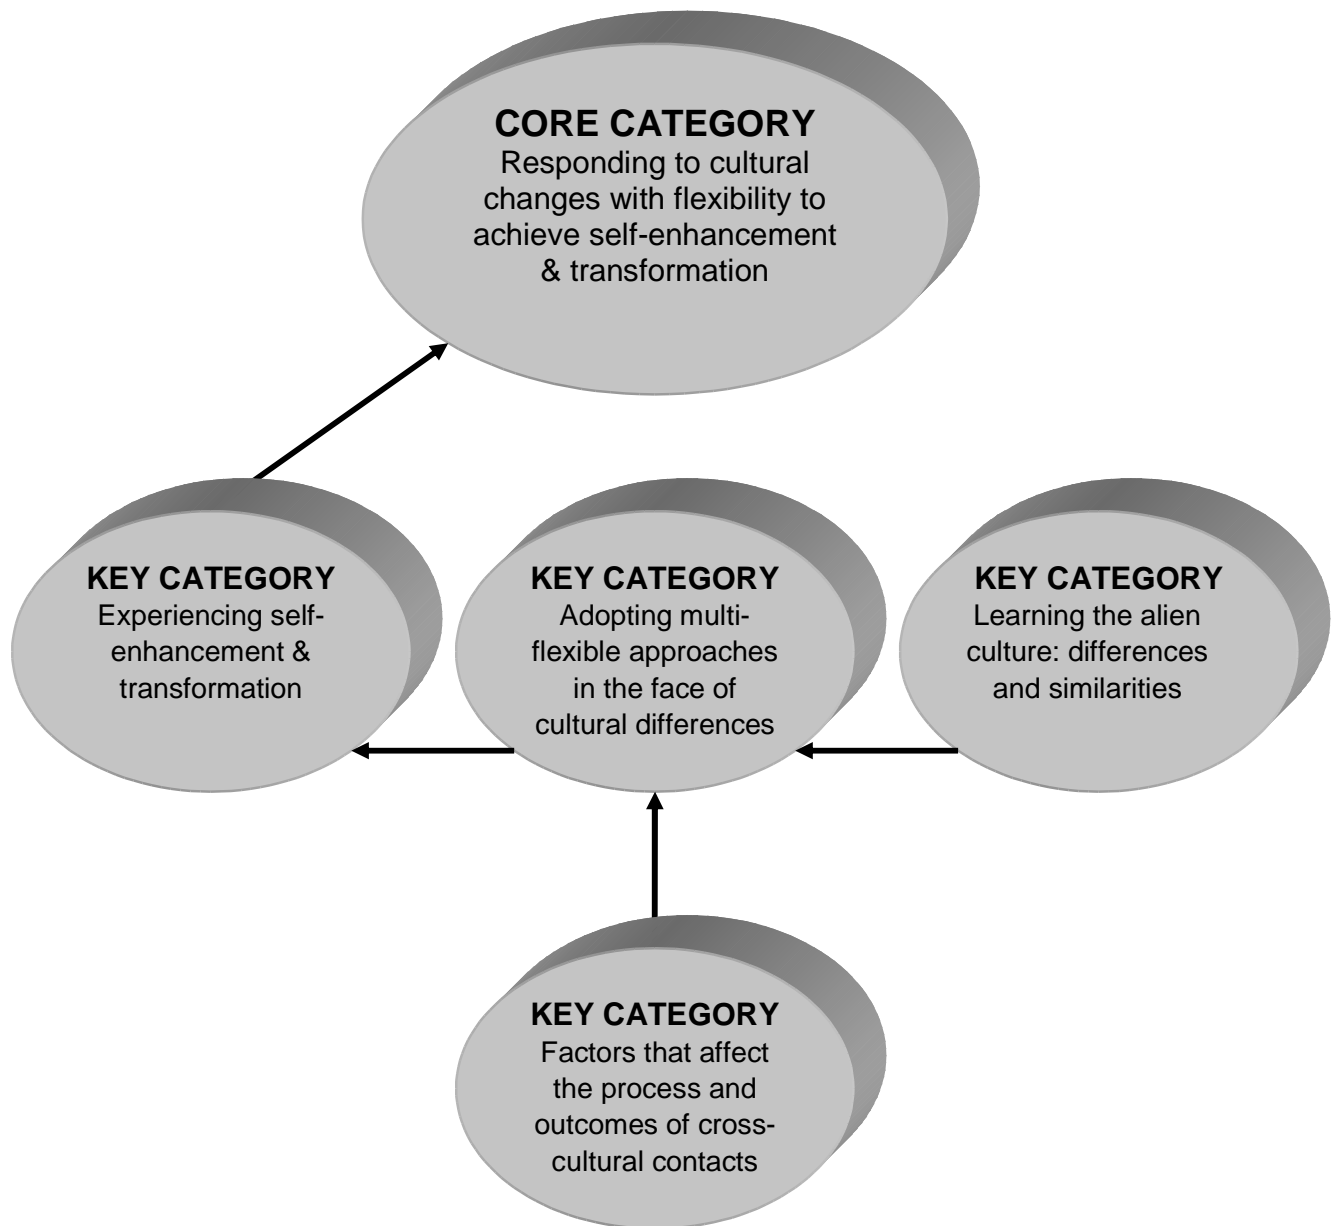 CORE CATEGORY
Responding to cultural
changes with flexibility to
achieve self-enhancement
& transformation
KEY CATEGORY
Experiencing self-
enhancement &
transformation
KEY CATEGORY
Adopting multi-
flexible approaches
in the face of
cultural differences
KEY CATEGORY
Learning the alien
culture: differences
and similarities
KEY CATEGORY
Factors that affect
the process and
outcomes of cross-
cultural contacts